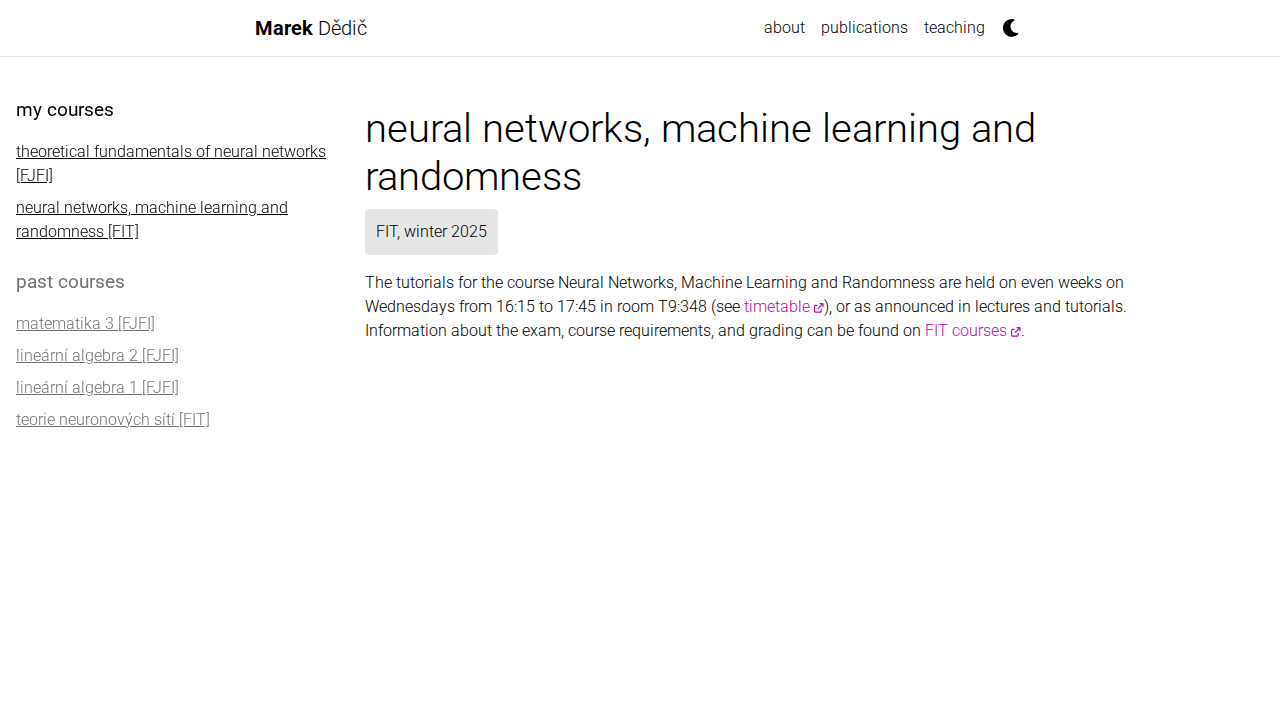 Marek Dědič
about publications teaching
my courses
theoretical fundamentals of neural networks
[FJFI]
neural networks, machine learning and
randomness [FIT]
past courses
matematika 3 [FJFI]
lineární algebra 2 [FJFI]
lineární algebra 1 [FJFI]
teorie neuronových sítí [FIT]
neural networks, machine learning and
randomness
FIT, winter 2025
The tutorials for the course Neural Networks, Machine Learning and Randomness are held on even weeks on
Wednesdays from 16:15 to 17:45 in room T9:348 (see timetable), or as announced in lectures and tutorials.
Information about the exam, course requirements, and grading can be found on FIT courses.